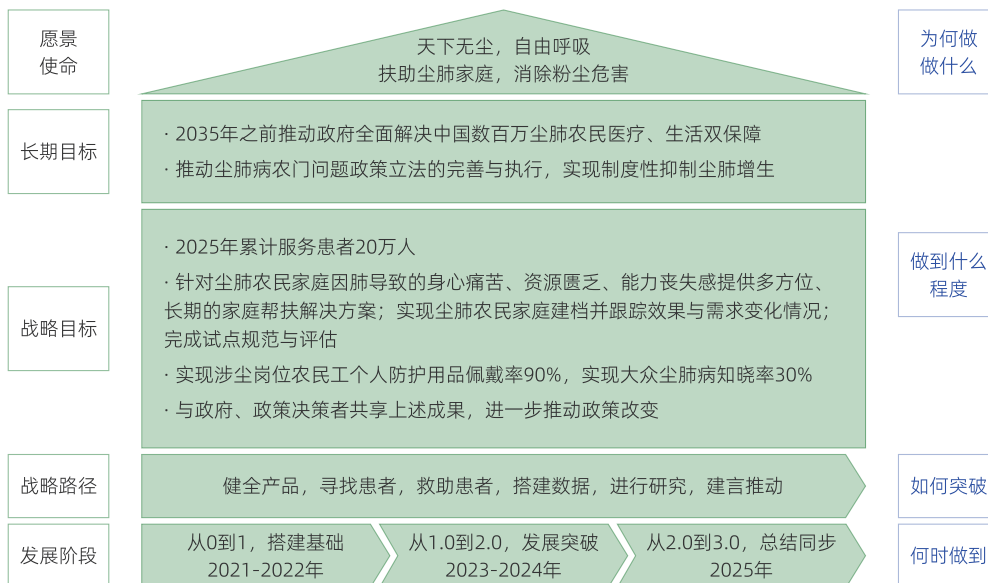 愿景
使命
天下无尘，自由呼吸
扶助尘肺家庭，消除粉尘危害
为何做
做什么
长期目标
· 2035年之前推动政府全面解决中国数百万尘肺农民医疗、生活双保障
· 推动尘肺病农门问题政策立法的完善与执行，实现制度性抑制尘肺增生
战略目标
· 2025年累计服务患者20万人
· 针对尘肺农民家庭因肺导致的身心痛苦、资源匮乏、能力丧失感提供多方位、
长期的家庭帮扶解决方案；实现尘肺农民家庭建档并跟踪效果与需求变化情况；
完成试点规范与评估
· 实现涉尘岗位农民工个人防护用品佩戴率90%，实现大众尘肺病知晓率30%
· 与政府、政策决策者共享上述成果，进一步推动政策改变
做到什么
程度
战略路径
健全产品，寻找患者，救助患者，搭建数据，进行研究，建言推动
如何突破
发展阶段
从0到1，搭建基础
2021-2022年
从1.0到2.0，发展突破
2023-2024年
从2.0到3.0，总结同步
2025年
何时做到